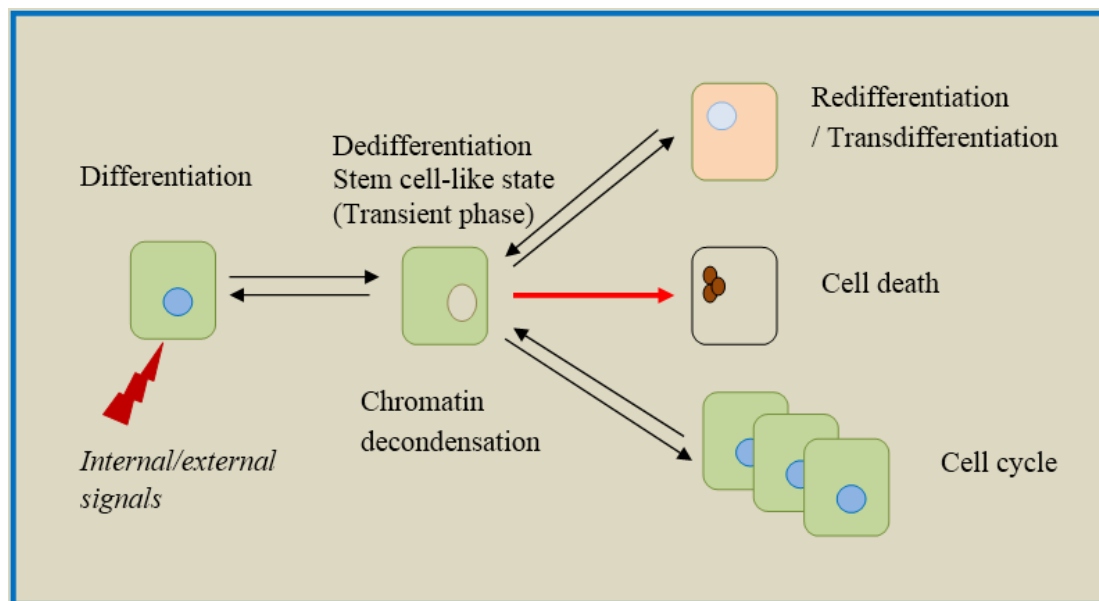 Differentiation
Dedifferentiation
Stem cell-like state
(Transient phase)
Redifferentiation
/ Transdifferentiation
Cell death
Chromatin
decondensation
Internal/external
signals
Cell cycle